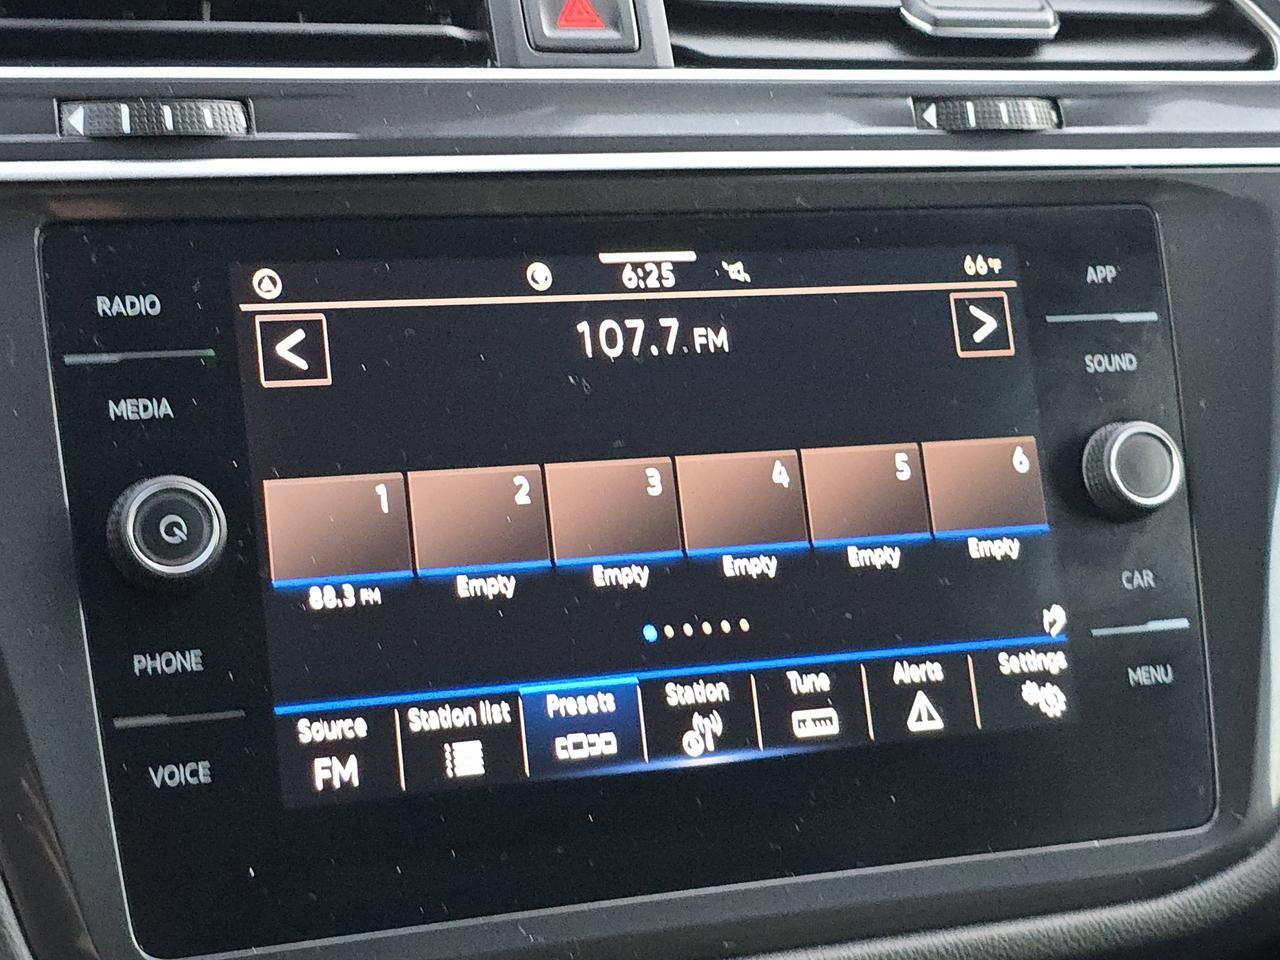 RADIO
MEDIA
PHONE
VOICE
6:25
66°F
107.7 FM
1
2
3
4
5
6
88.3 FM
Empty
Empty
Empty
Empty
Empty
Source
FM
Station list
Presets
Station
Tune
Alerts
Settings
APP
SOUND
CAR
MENU